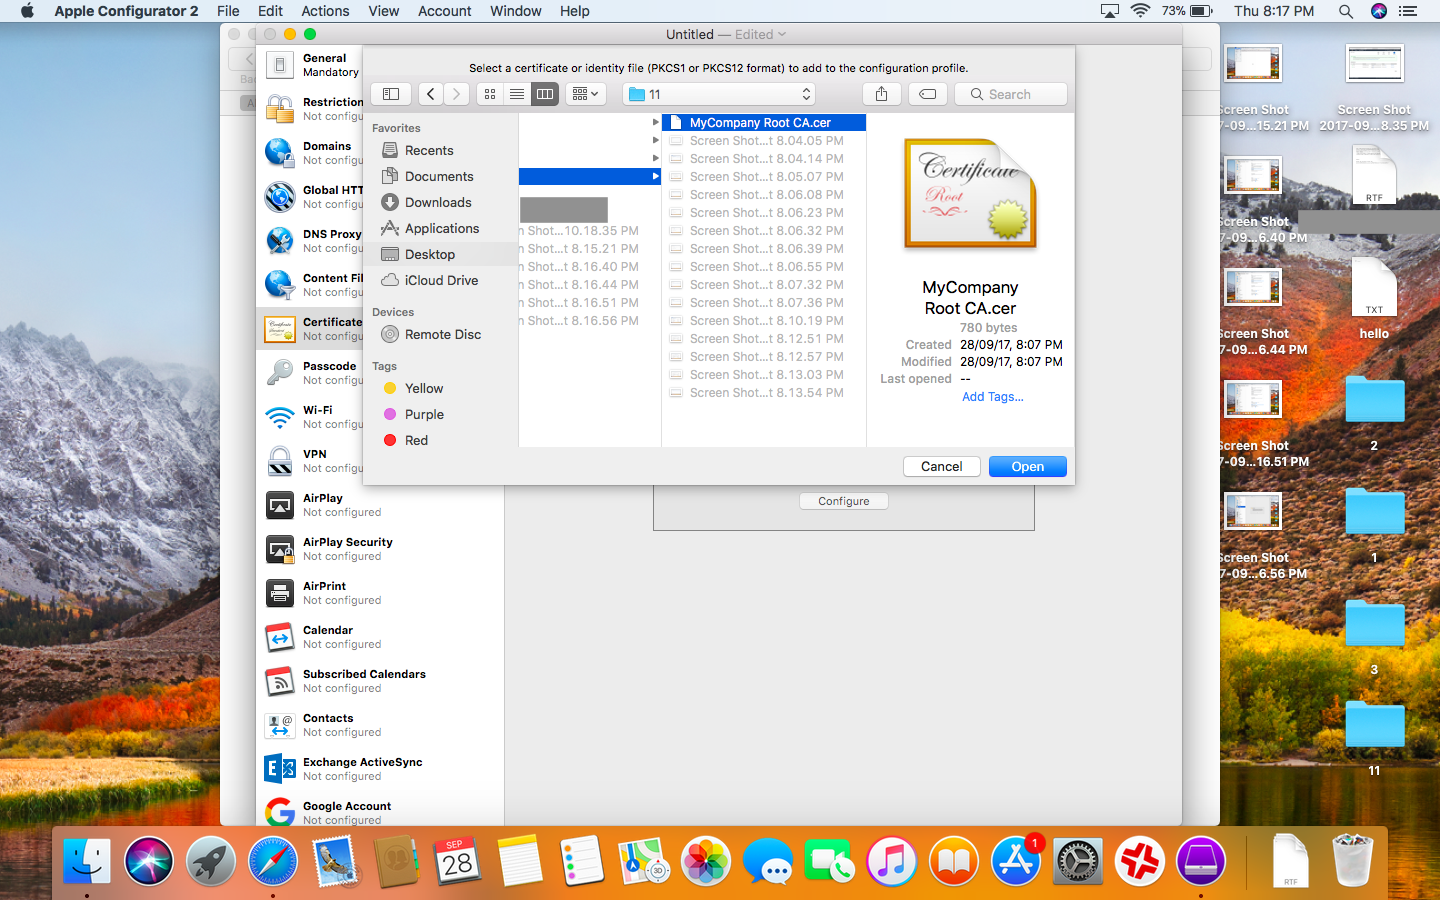 Apple Configurator 2 File Edit Actions View Account Window Help
73% Thu 8:17 PM
Untitled — Edited
Select a certificate or identity file (PKCS1 or PKCS12 format) to add to the configuration profile.
11
Search
General
Mandatory
Restriction
Not configu
Domains
Not configu
Global HTT
Not configu
DNS Proxy
Not configu
Content Fil
Not configu
Certificate
Not configu
Passcode
Not configu
Wi-Fi
Not configu
VPN
Not configu
AirPlay
Not configured
AirPlay Security
Not configured
AirPrint
Not configured
Calendar
Not configured
Subscribed Calendars
Not configured
Contacts
Not configured
Exchange ActiveSync
Not configured
Google Account
Not configured
Favorites
Recents
Documents
Downloads
Applications
Desktop
iCloud Drive
Devices
Remote Disc
Tags
Yellow
Purple
Red
n Shot...10.18.35 PM
n Shot...t 8.15.21 PM
n Shot...t 8.16.40 PM
n Shot...t 8.16.44 PM
n Shot...t 8.16.51 PM
n Shot...t 8.16.56 PM
MyCompany Root CA.cer
Screen Shot...t 8.04.05 PM
Screen Shot...t 8.04.14 PM
Screen Shot...t 8.05.07 PM
Screen Shot...t 8.06.08 PM
Screen Shot...t 8.06.23 PM
Screen Shot...t 8.06.32 PM
Screen Shot...t 8.06.39 PM
Screen Shot...t 8.06.55 PM
Screen Shot...t 8.07.32 PM
Screen Shot...t 8.07.36 PM
Screen Shot...t 8.10.19 PM
Screen Shot...t 8.12.51 PM
Screen Shot...t 8.12.57 PM
Screen Shot...t 8.13.03 PM
Screen Shot...t 8.13.54 PM
Certificate
Root
MyCompany
Root CA.cer
780 bytes
Created 28/09/17, 8:07 PM
Modified 28/09/17, 8:07 PM
Last opened --
Add Tags...
Cancel
Open
Configure
Screen Shot
7-09...15.21 PM
Screen Shot
2017-09...8.35 PM
Screen Shot
7-09...6.40 PM
RTF
Screen Shot
7-09...6.44 PM
TXT
hello
Screen Shot
7-09...16.51 PM
2
Screen Shot
7-09...6.56 PM
1
3
11
SEP
28
3D
1
RTF